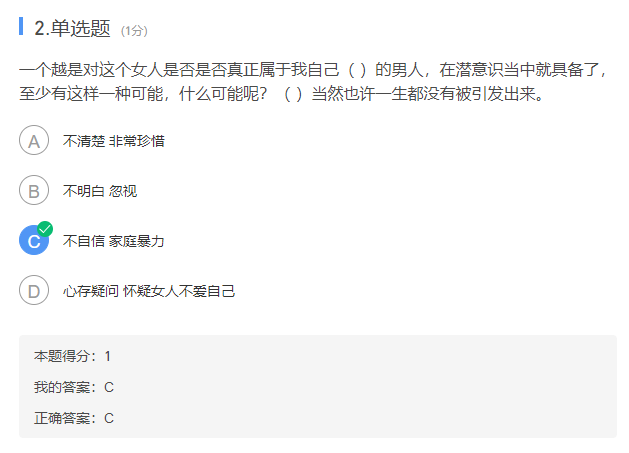 2.单选题 (1分)
一个越是对这个女人是否是否真正属于我自己（ ）的男人，在潜意识当中就具备了，
至少有这样一种可能，什么可能呢？（ ）当然也许一生都没有被引发出来。
A 不清楚 非常珍惜
B 不明白 忽视
C 不自信 家庭暴力
D 心存疑问 怀疑女人不爱自己
本题得分：1
我的答案：C
正确答案：C